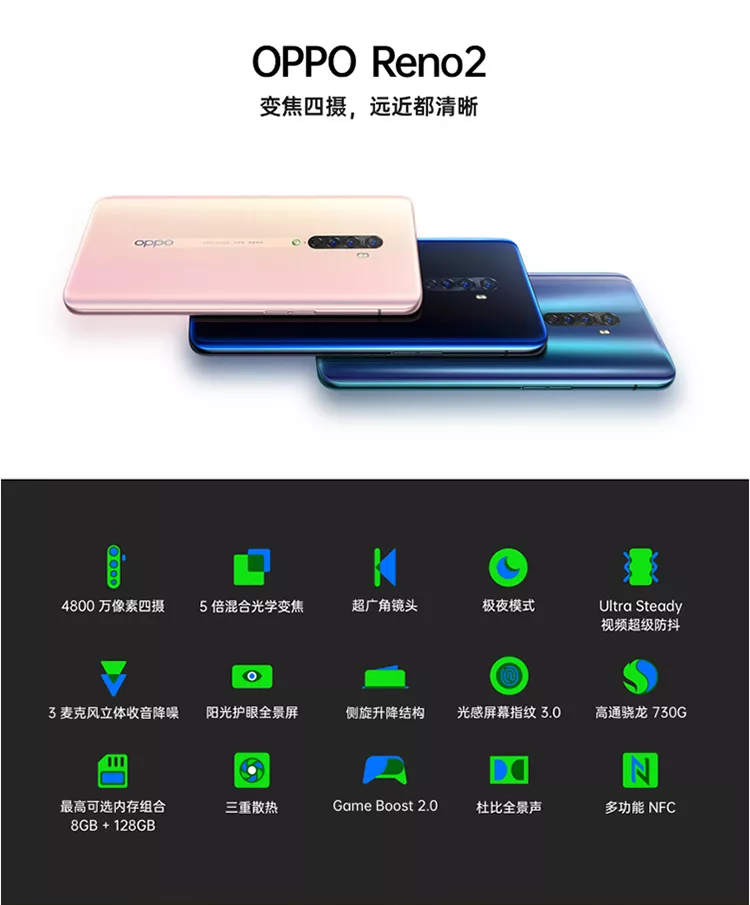 OPPO Reno2
变焦四摄，远近都清晰
oppo
4800 万像素四摄
5 倍混合光学变焦
超广角镜头
极夜模式
Ultra Steady
视频超级防抖
3 麦克风立体收音降噪
阳光护眼全景屏
侧旋升降结构
光感屏幕指纹 3.0
高通骁龙 730G
最高可选内存组合
8GB + 128GB
三重散热
Game Boost 2.0
杜比全景声
多功能 NFC